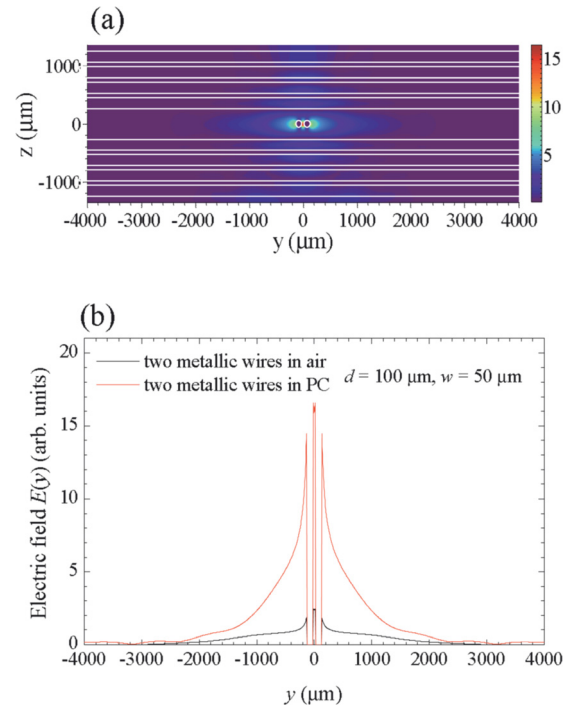 (a)
1000
0
-1000
z (µm)
-4000 -3000 -2000 -1000 0 1000 2000 3000 4000
y (µm)
15
10
5
(b)
20
15
10
5
0
Electric field E(y) (arb. units)
two metallic wires in air
two metallic wires in PC
d = 100 µm, w = 50 µm
-4000 -3000 -2000 -1000 0 1000 2000 3000 4000
y (µm)